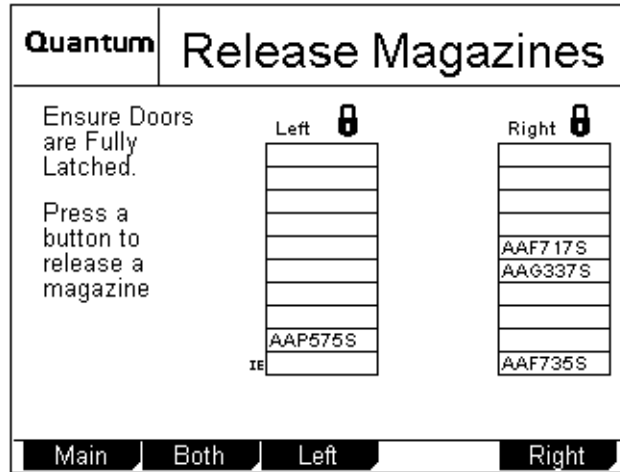 Quantum
Release Magazines
Ensure Doors
are Fully
Latched.
Press a
button to
release a
magazine
Left
AAP575S
IE
Right
AAF717S
AAG337S
AAF735S
Main
Both
Left
Right